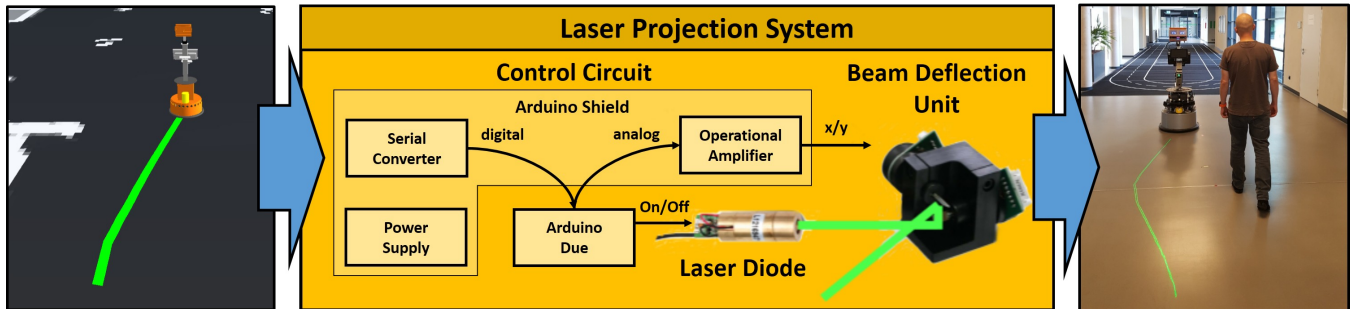 Laser Projection System
Control Circuit
Beam Deflection
Unit
Arduino Shield
Serial
Converter
digital
analog
Operational
Amplifier
x/y
Power
Supply
Arduino
Due
On/Off
Laser Diode